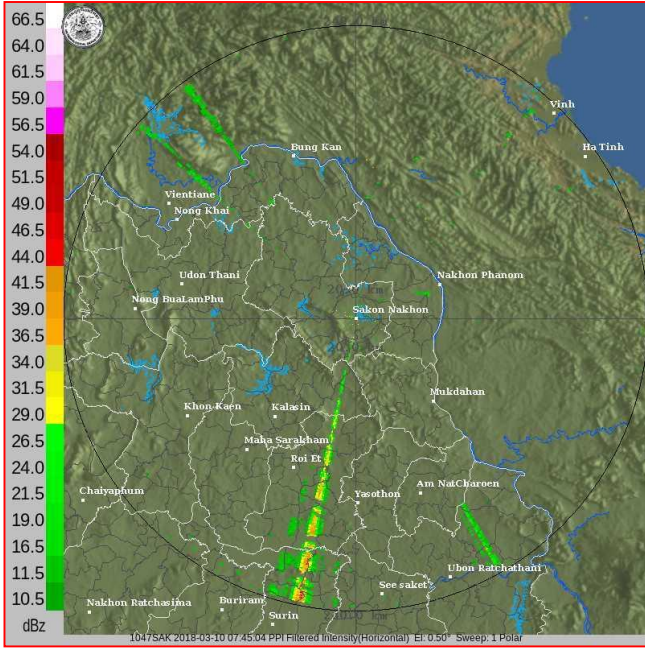 66.5
64.0
61.5
59.0
56.5
54.0
51.5
49.0
46.5
44.0
41.5
39.0
36.5
34.0
31.5
29.0
26.5
24.0
21.5
19.0
16.5
14.0
11.5
10.5
dBz
Vinh
Ha Tinh
Bung Kan
Vientiane
Nong Khai
Udon Thani
Nakhon Phanom
Nong BuaLamPhu
Sakon Nakhon
Mukdahan
Khon Kaen
Kalasin
Maha Sarakham
Roi Et
Am NatCharoen
Chaiyaphum
Yasothon
Ubon Ratchathani
See saket
Nakhon Ratchasima
Buriram
Surin
1047SAK 2018-03-10 07:45:04 PPI Filtered Intensity(Horizontal) El: 0.50° Sweep: 1 Polar